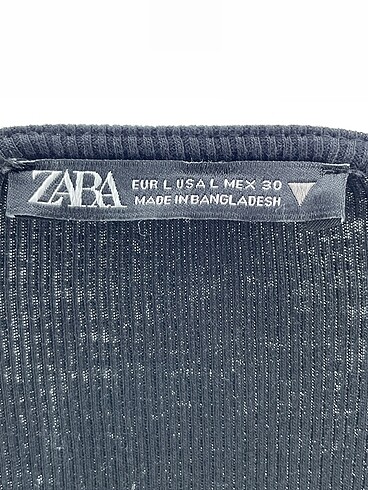 ZARA
EUR L USA L MEX 30
MADE IN BANGLADESH